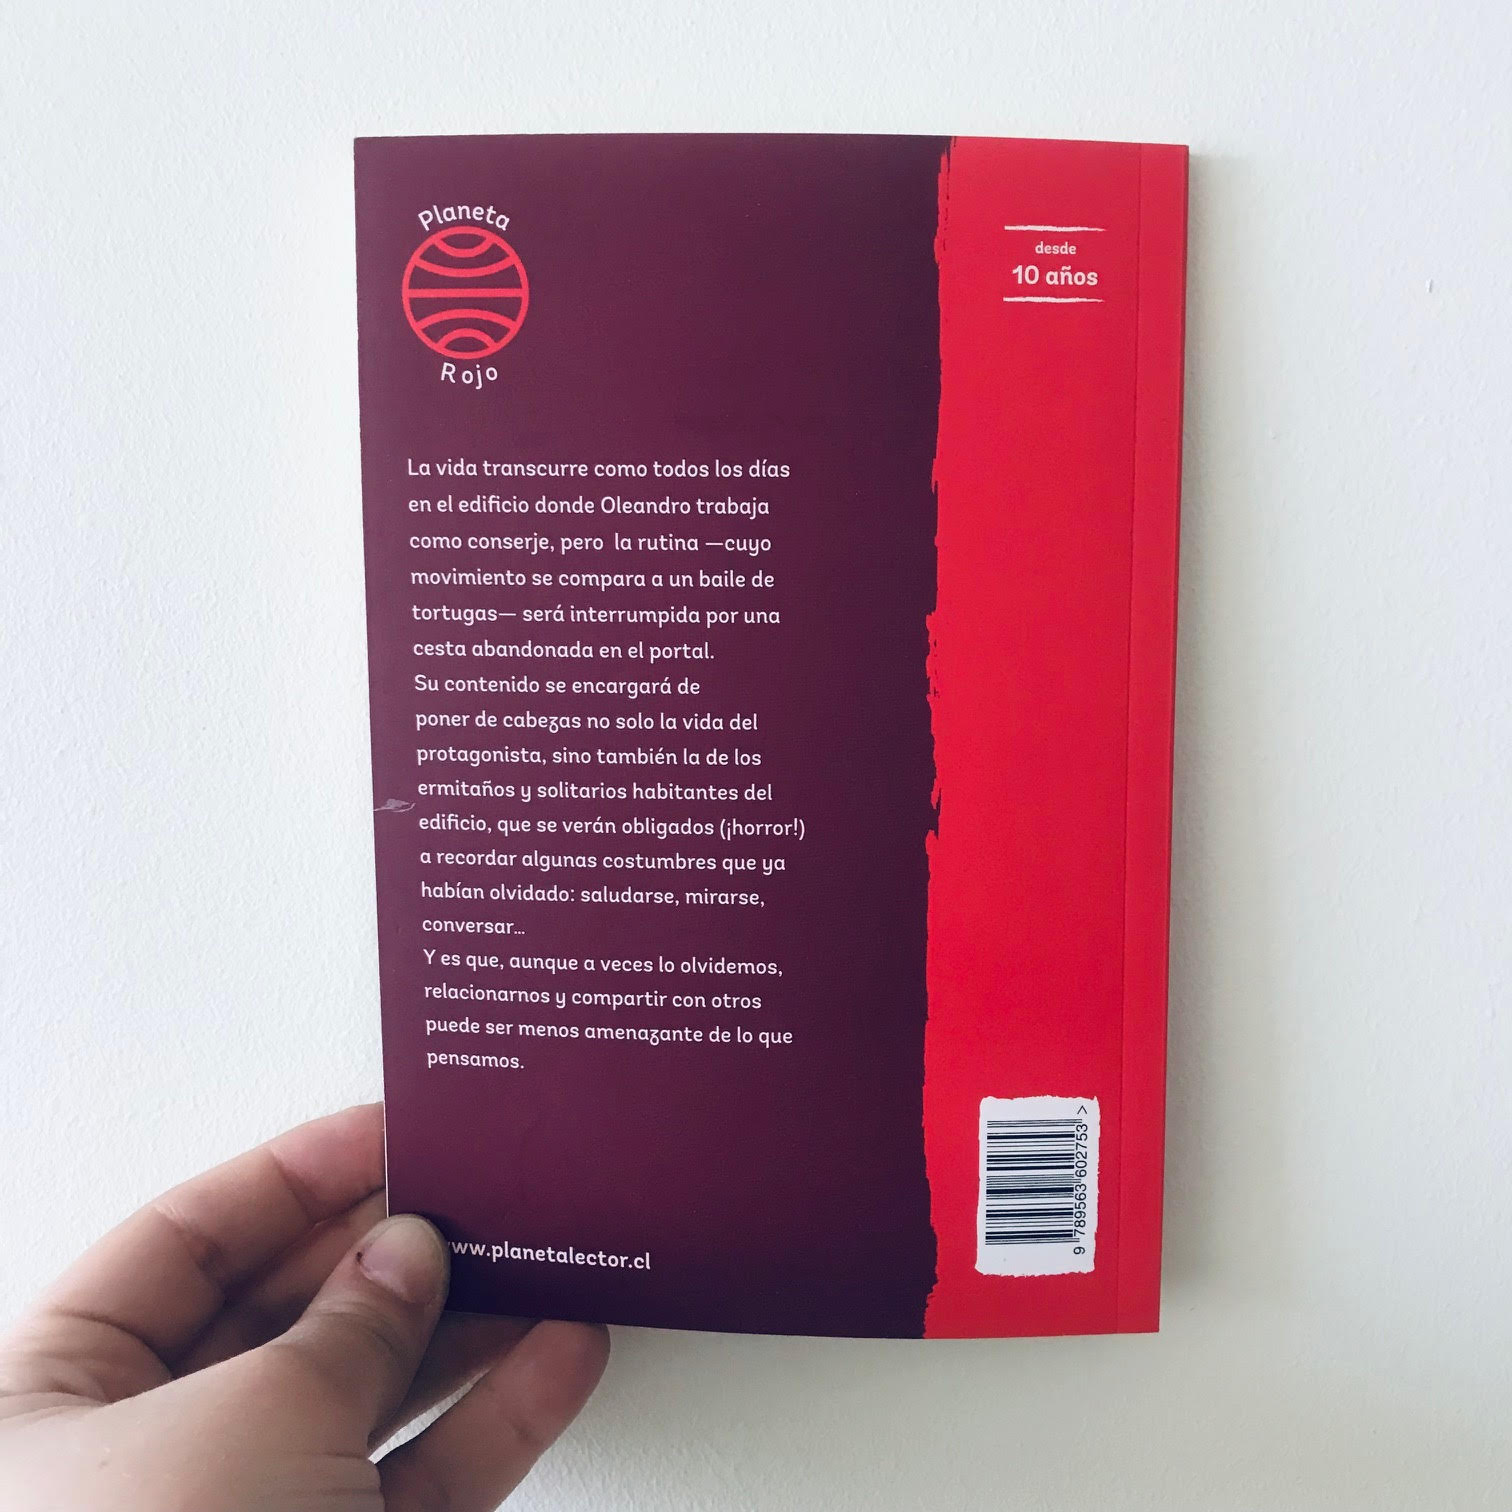 Planeta
Rojo
desde
10 años
La vida transcurre como todos los días
en el edificio donde Oleandro trabaja
como conserje, pero la rutina —cuyo
movimiento se compara a un baile de
tortugas— será interrumpida por una
cesta abandonada en el portal.
Su contenido se encargará de
poner de cabezas no solo la vida del
protagonista, sino también la de los
ermitaños y solitarios habitantes del
edificio, que se verán obligados (¡horror!)
a recordar algunas costumbres que ya
habían olvidado: saludarse, mirarse,
conversar...
Y es que, aunque a veces lo olvidemos,
relacionarnos y compartir con otros
puede ser menos amenazante de lo que
pensamos.
www.planetalector.cl
9 789563 602753 >